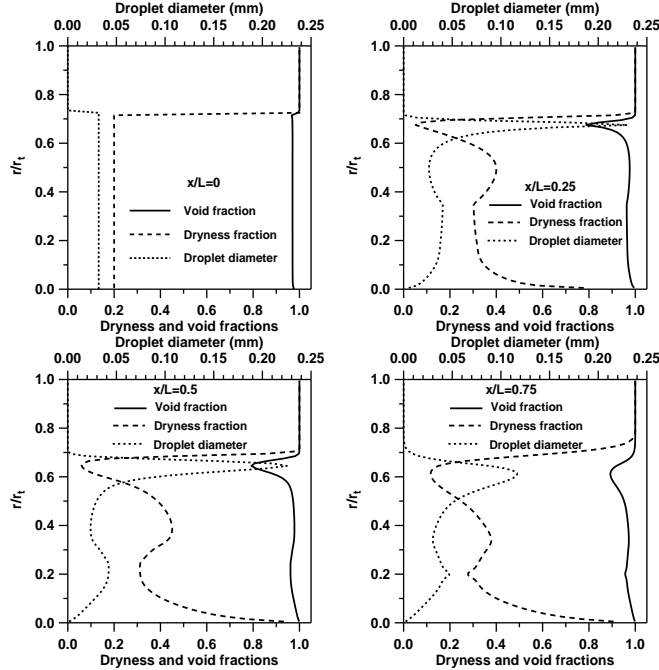 Droplet diameter (mm)
0.00 0.05 0.10 0.15 0.20 0.25
1.0
0.8
0.6
0.4
0.2
0.0
r/rt
x/L=0
Void fraction
Dryness fraction
Droplet diameter
0.0 0.2 0.4 0.6 0.8 1.0
Dryness and void fractions
Droplet diameter (mm)
0.00 0.05 0.10 0.15 0.20 0.25
1.0
0.8
0.6
0.4
0.2
0.0
r/rt
x/L=0.25
Void fraction
Dryness fraction
Droplet diameter
0.0 0.2 0.4 0.6 0.8 1.0
Dryness and void fractions
Droplet diameter (mm)
0.00 0.05 0.10 0.15 0.20 0.25
1.0
0.8
0.6
0.4
0.2
0.0
r/rt
x/L=0.5
Void fraction
Dryness fraction
Droplet diameter
0.0 0.2 0.4 0.6 0.8 1.0
Dryness and void fractions
Droplet diameter (mm)
0.00 0.05 0.10 0.15 0.20 0.25
1.0
0.8
0.6
0.4
0.2
0.0
r/rt
x/L=0.75
Void fraction
Dryness fraction
Droplet diameter
0.0 0.2 0.4 0.6 0.8 1.0
Dryness and void fractions